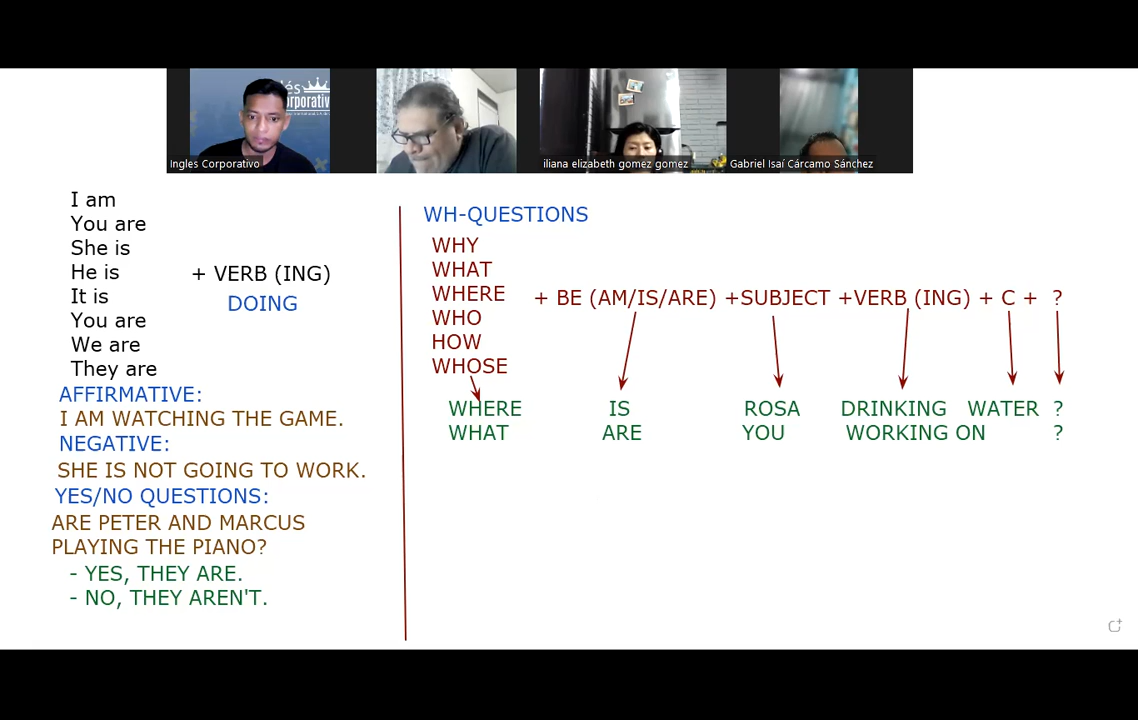 lés
orporativ
Ingles Corporativo
iliana elizabeth gomez gomez
Gabriel Isaí Cárcamo Sánchez
I am
You are
She is
He is
It is
You are
We are
They are
+ VERB (ING)
DOING
AFFIRMATIVE:
I AM WATCHING THE GAME.
NEGATIVE:
SHE IS NOT GOING TO WORK.
YES/NO QUESTIONS:
ARE PETER AND MARCUS
PLAYING THE PIANO?
- YES, THEY ARE.
- NO, THEY AREN'T.
WH-QUESTIONS
WHY
WHAT
WHERE
WHO
HOW
WHOSE
+ BE (AM/IS/ARE) +SUBJECT +VERB (ING) + C + ?
WHERE IS ROSA DRINKING WATER ?
WHAT ARE YOU WORKING ON ?